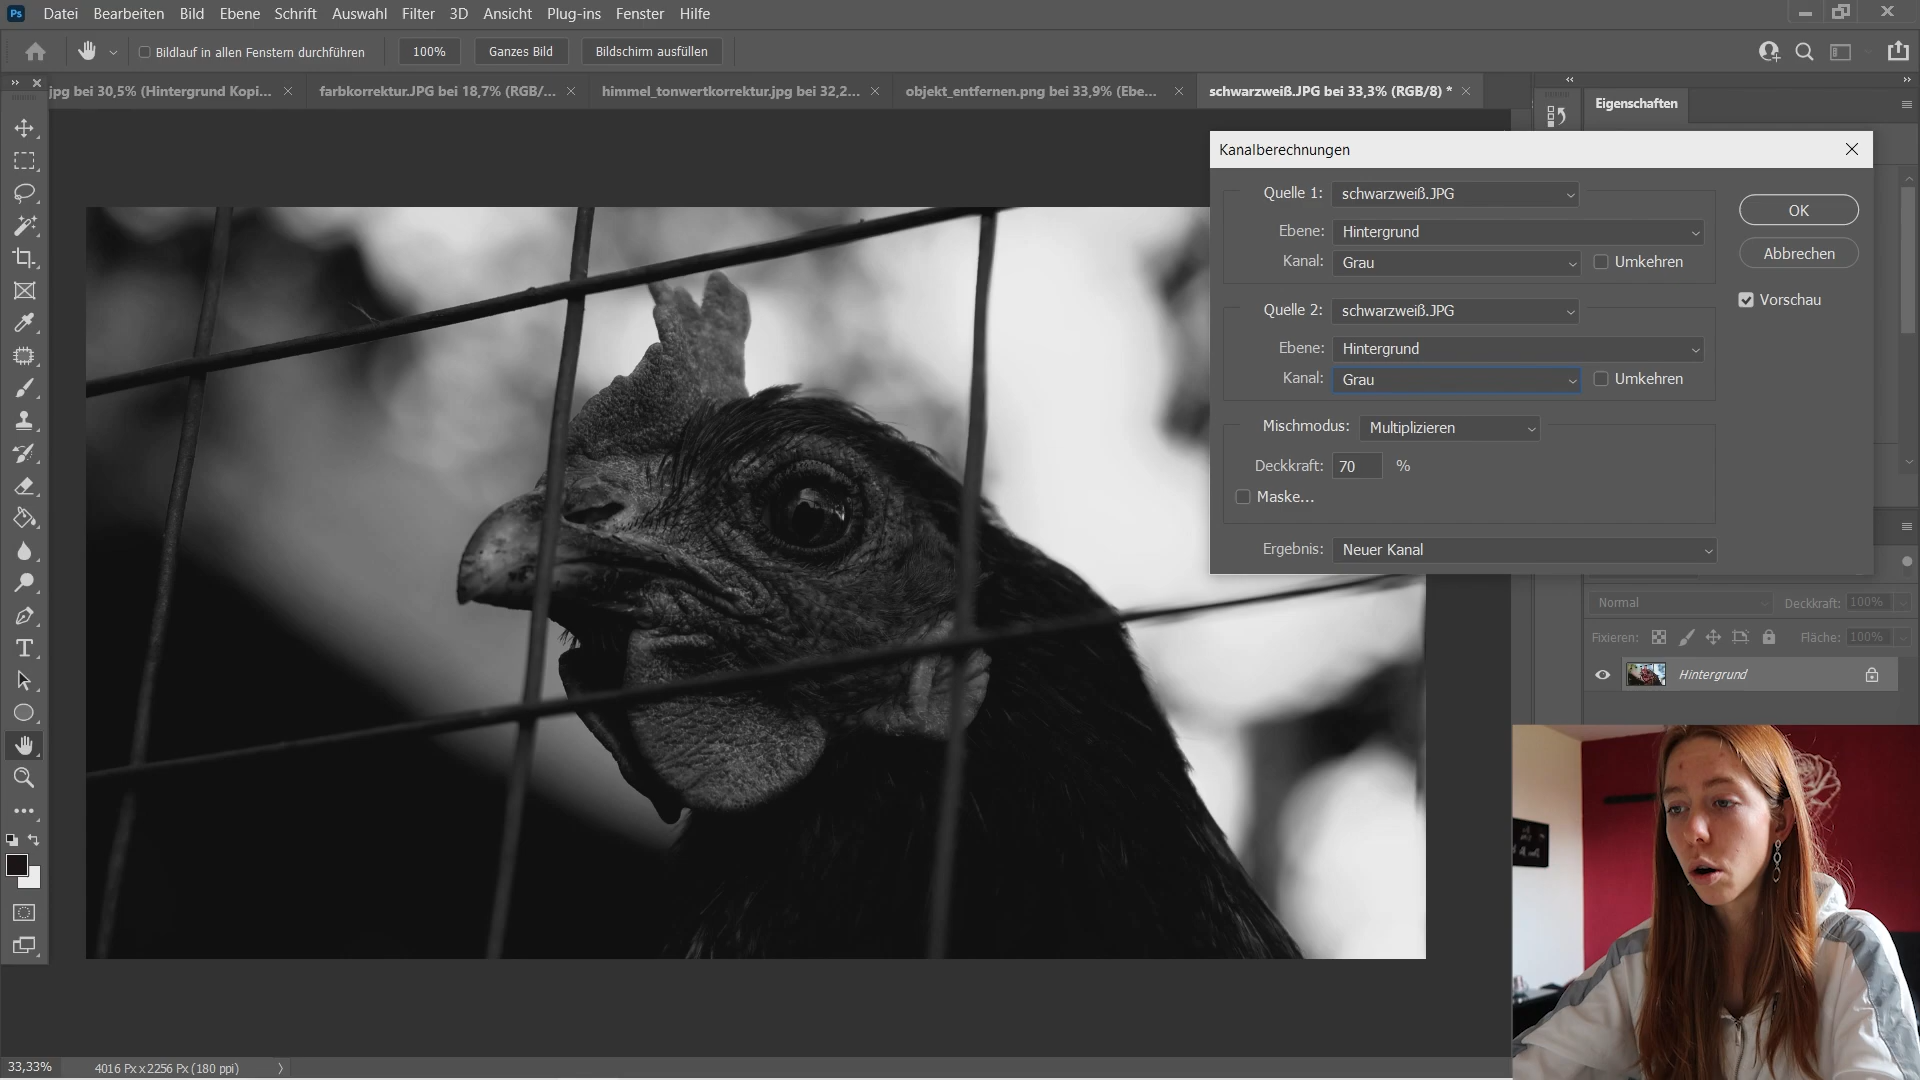 Ps Datei Bearbeiten Bild Ebene Schrift Auswahl Filter 3D Ansicht Plug-ins Fenster Hilfe
Bildlauf in allen Fenstern durchführen 100% Ganzes Bild Bildschirm ausfüllen
jpg bei 30,5% (Hintergrund Kopi... farbkorrektur.JPG bei 18,7% (RGB/... himmel_tonwertkorrektur.jpg bei 32,2... objekt_entfernen.png bei 33,9% (Ebe... schwarzweiß.JPG bei 33,3% (RGB/8) *
Eigenschaften
Kanalberechnungen
Quelle 1: schwarzweiß.JPG
OK
Ebene: Hintergrund
Kanal: Grau Umkehren
Abbrechen
Vorschau
Quelle 2: schwarzweiß.JPG
Ebene: Hintergrund
Kanal: Grau Umkehren
Mischmodus: Multiplizieren
Deckkraft: 70 %
Maske...
Ergebnis: Neuer Kanal
Normal Deckkraft: 100%
Fixieren: Fläche: 100%
Hintergrund
33,33% 4016 Px x 2256 Px (180 ppi)